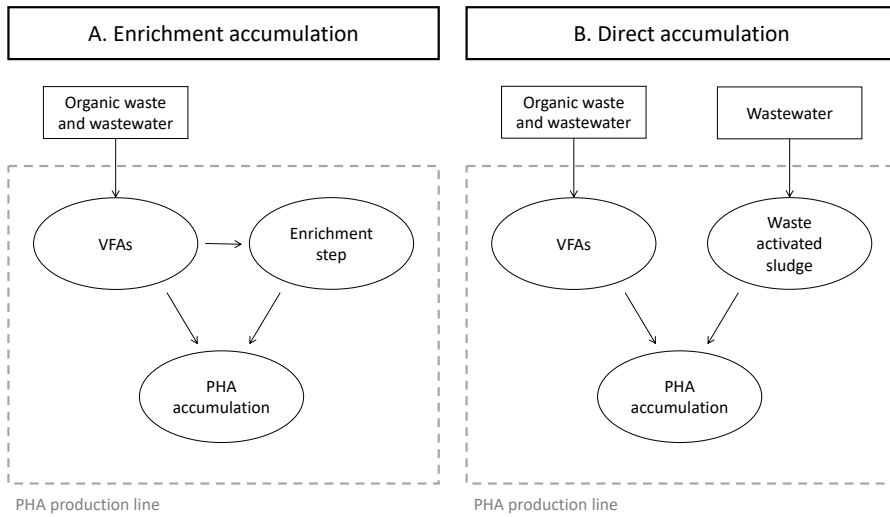 A. Enrichment accumulation
Organic waste
and wastewater
VFAs
Enrichment
step
PHA
accumulation
PHA production line
B. Direct accumulation
Organic waste
and wastewater
Wastewater
VFAs
Waste
activated
sludge
PHA
accumulation
PHA production line